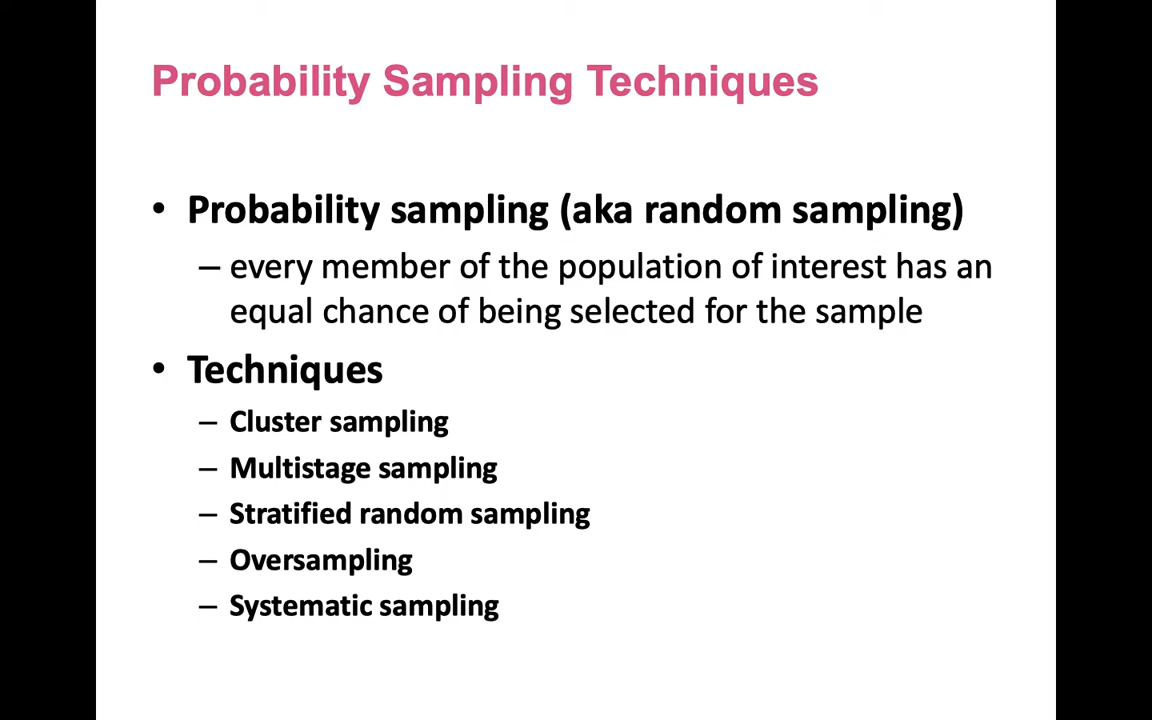 Probability Sampling Techniques
• Probability sampling (aka random sampling)
– every member of the population of interest has an
equal chance of being selected for the sample
• Techniques
– Cluster sampling
– Multistage sampling
– Stratified random sampling
– Oversampling
– Systematic sampling